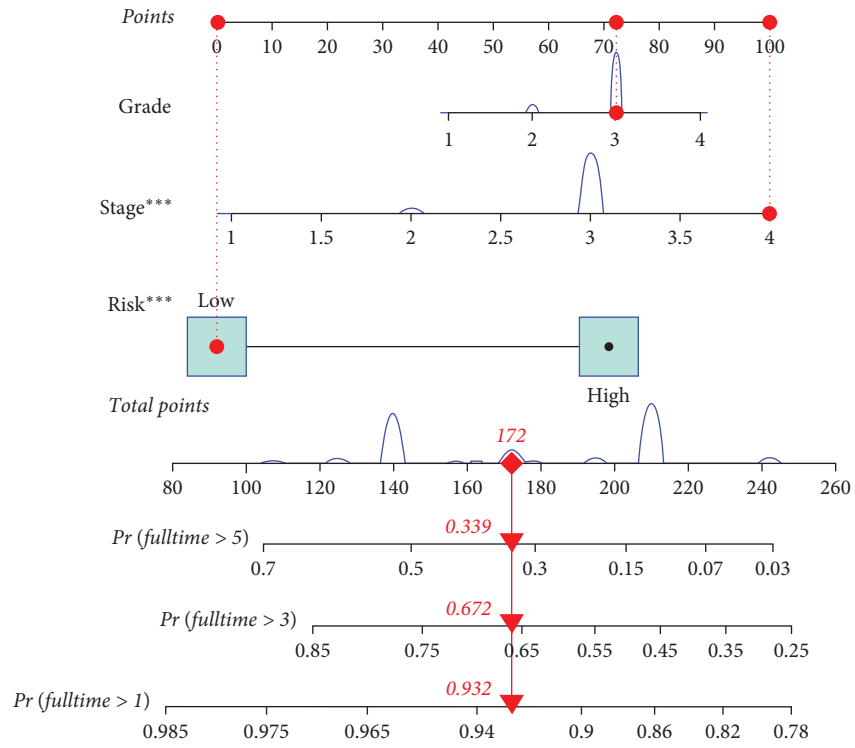 Points
0 10 20 30 40 50 60 70 80 90 100
Grade
1 2 3 4
Stage***
1 1.5 2 2.5 3 3.5 4
Risk***
Low
High
Total points
172
80 100 120 140 160 180 200 220 240 260
0.339
Pr (fulltime > 5)
0.7 0.5 0.3 0.15 0.07 0.03
0.672
Pr (fulltime > 3)
0.85 0.75 0.65 0.55 0.45 0.35 0.25
0.932
Pr (fulltime > 1)
0.985 0.975 0.965 0.94 0.9 0.86 0.82 0.78